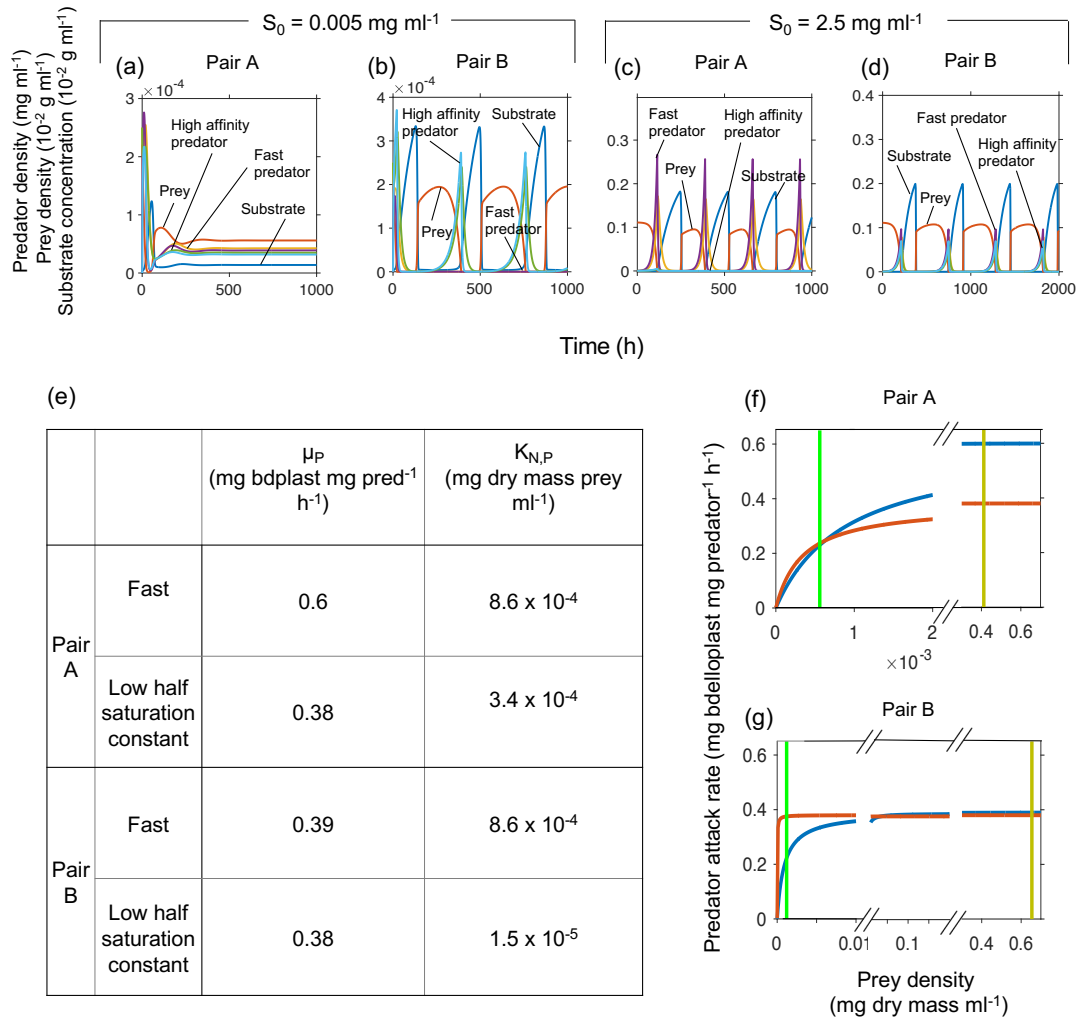 S0 = 0.005 mg ml-1
S0 = 2.5 mg ml-1
Predator density (mg ml-1)
Prey density (10-2 g ml-1)
Substrate concentration (10-2 g ml-1)
(a)
Pair A
× 10-4
3
2
1
0
0
500
1000
High affinity
predator
Fast
predator
Prey
Substrate
(b)
Pair B
× 10-4
4
3
2
1
0
0
500
1000
High affinity
predator
Substrate
Prey
Fast
predator
(c)
Pair A
0.4
0.3
0.2
0.1
0
0
500
1000
Fast
predator
High affinity
predator
Prey
Substrate
(d)
Pair B
0.4
0.3
0.2
0.1
0
0
1000
2000
Fast predator
Substrate
High affinity
predator
Prey
Time (h)
(e)
μP
(mg bdplast mg pred-1
h-1)
KN,P
(mg dry mass prey
ml-1)
Pair
A
Fast
0.6
8.6 x 10-4
Low half
saturation
constant
0.38
3.4 x 10-4
Pair
B
Fast
0.39
8.6 x 10-4
Low half
saturation
constant
0.38
1.5 x 10-5
Predator attack rate (mg bdelloplast mg predator-1 h-1)
(f)
Pair A
0.6
0.4
0.2
0
0
1
2
×10-3
0.4
0.6
(g)
Pair B
0.6
0.4
0.2
0
0
0.01
0.1
0.4
0.6
Prey density
(mg dry mass ml-1)